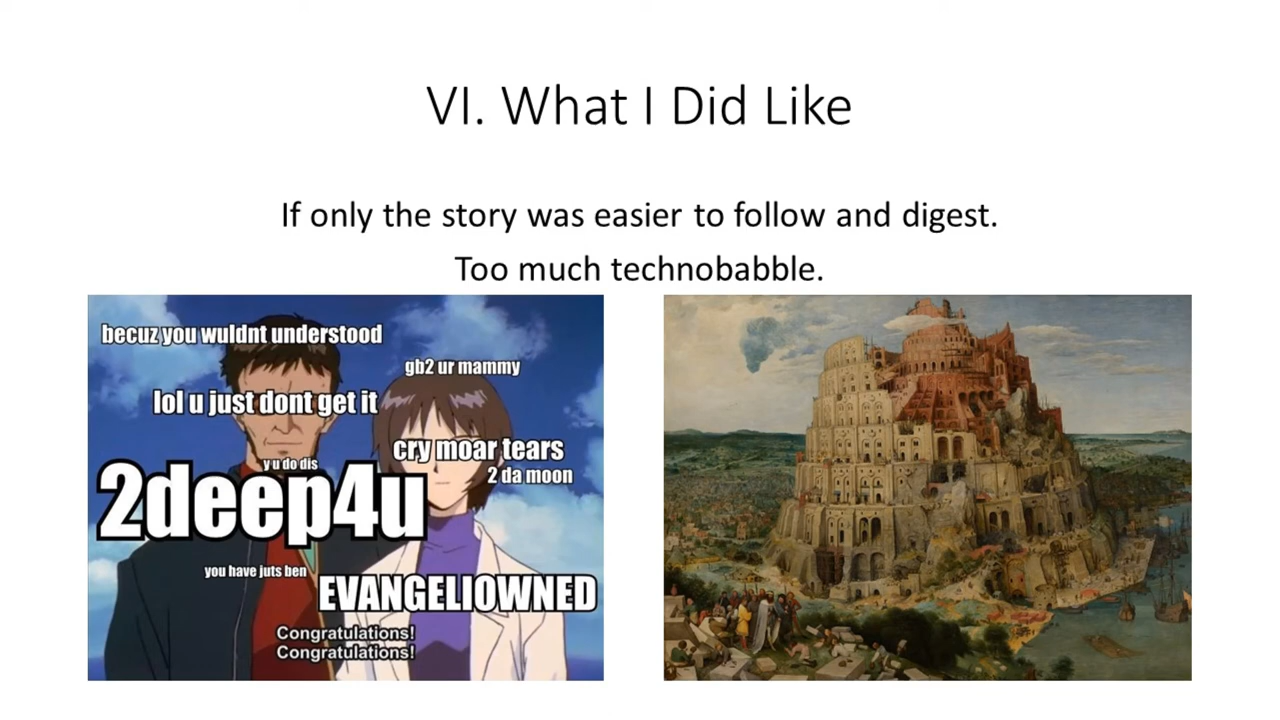 VI. What I Did Like
If only the story was easier to follow and digest.
Too much technobabble.
becuz you wuldnt understood
gb2 ur mammy
lol u just dont get it
cry moar tears
y u do dis
2 da moon
2deep4u
you have juts ben
EVANGELIOWNED
Congratulations!
Congratulations!